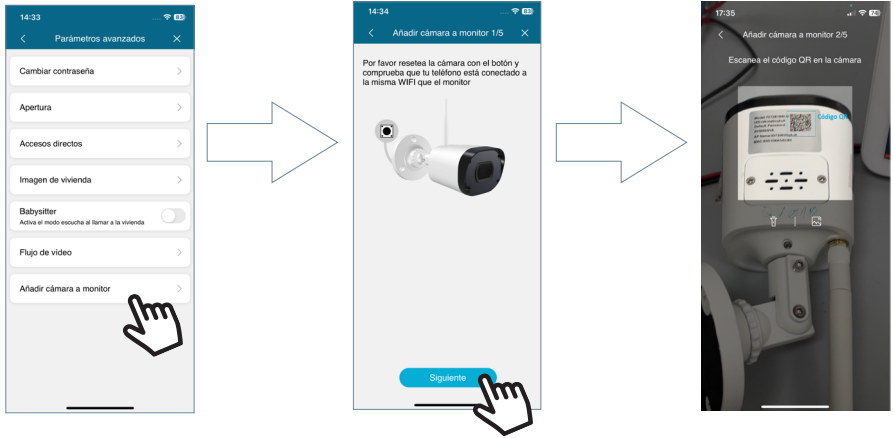 14:33
83
Parámetros avanzados
Cambiar contraseña
Apertura
Accesos directos
Imagen de vivienda
Babysitter
Activa el modo escucha al llamar a la vivienda
Flujo de vídeo
Añadir cámara a monitor
14:34
83
Añadir cámara a monitor 1/5
Por favor resetea la cámara con el botón y
comprueba que tu teléfono está conectado a
la misma WIFI que el monitor
Siguiente
17:35
74
Añadir cámara a monitor 2/5
Escanea el código QR en la cámara
Código QR